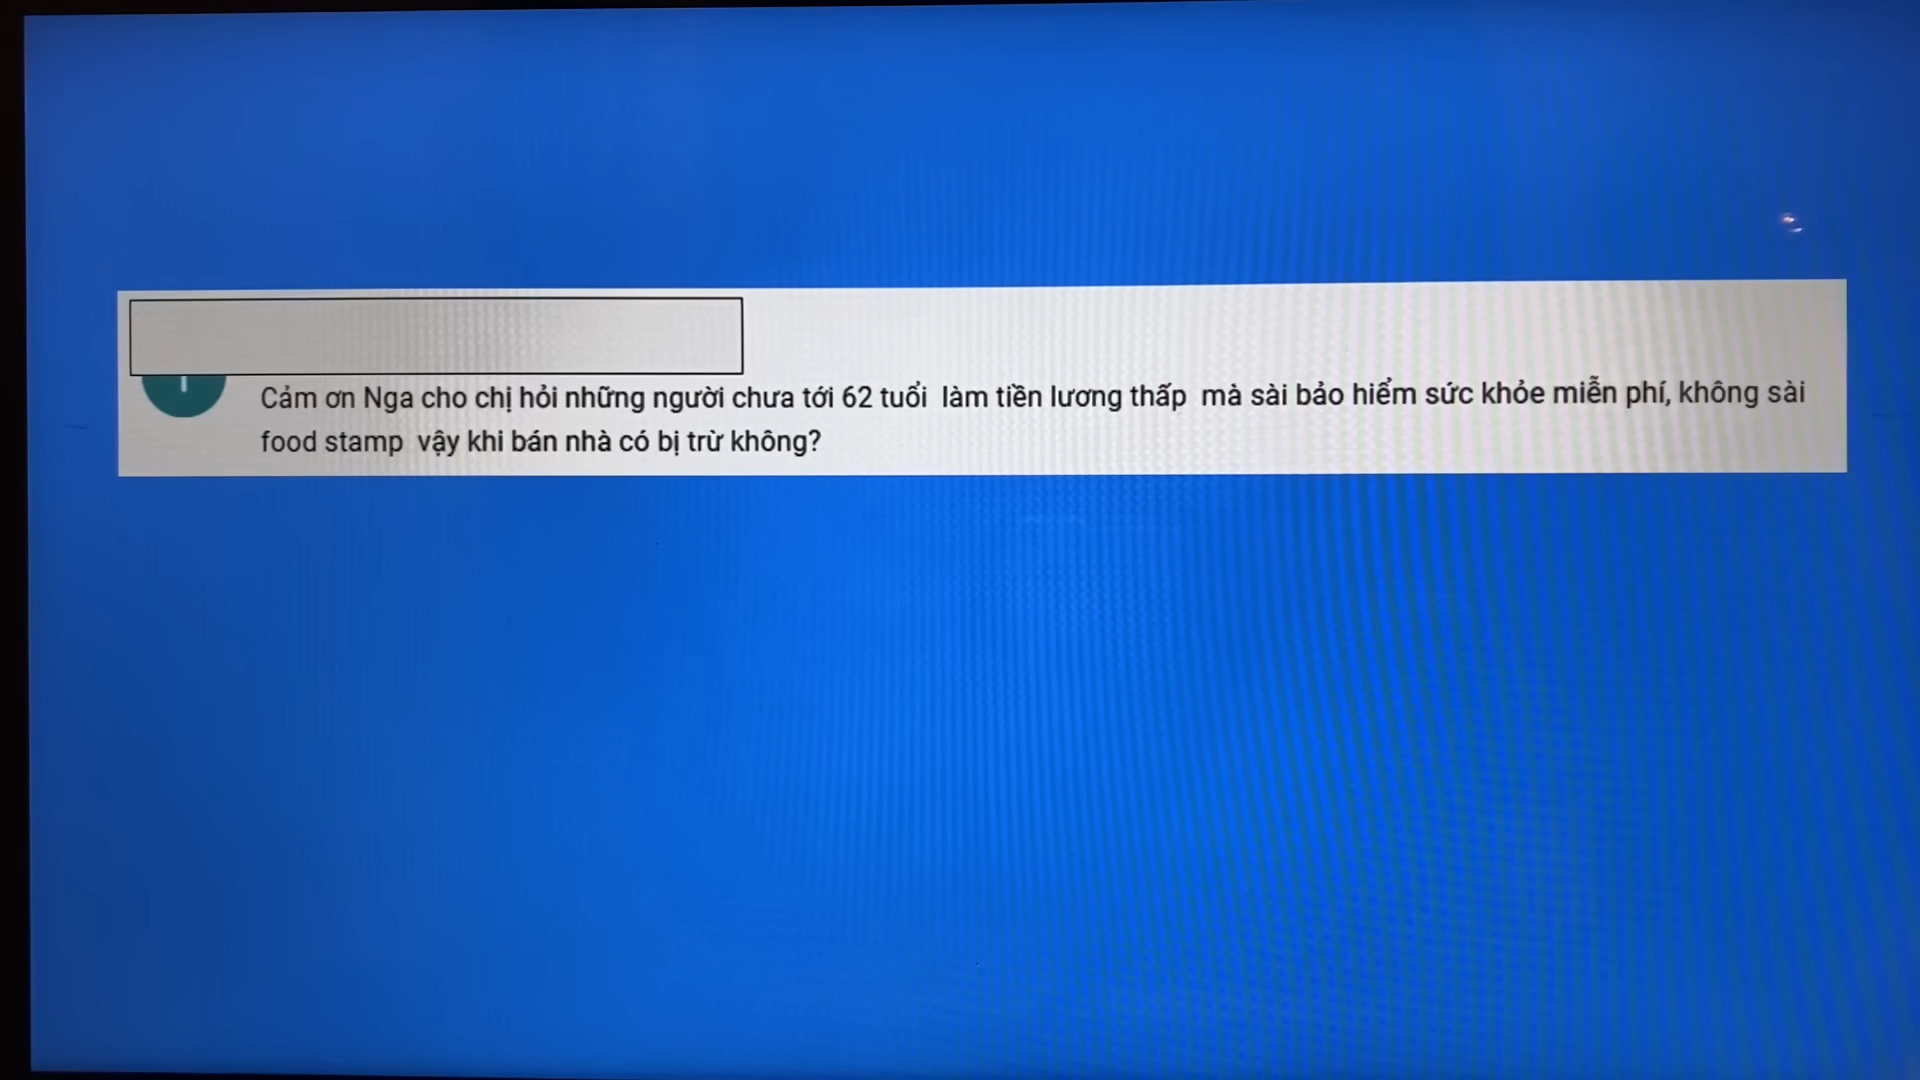 Cảm ơn Nga cho chị hỏi những người chưa tới 62 tuổi làm tiền lương thấp mà sài bảo hiểm sức khỏe miễn phí, không sài
food stamp vậy khi bán nhà có bị trừ không?